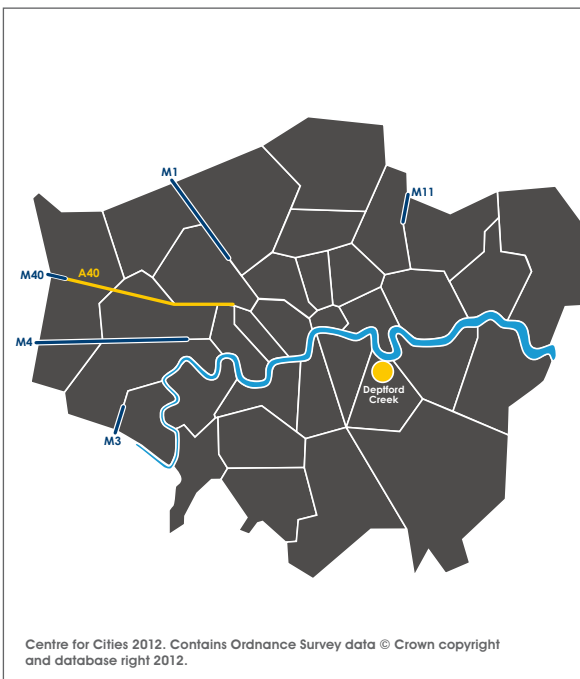 M1
M11
M40
A40
M4
Deptford
Creek
M3
Centre for Cities 2012. Contains Ordnance Survey data © Crown copyright
and database right 2012.